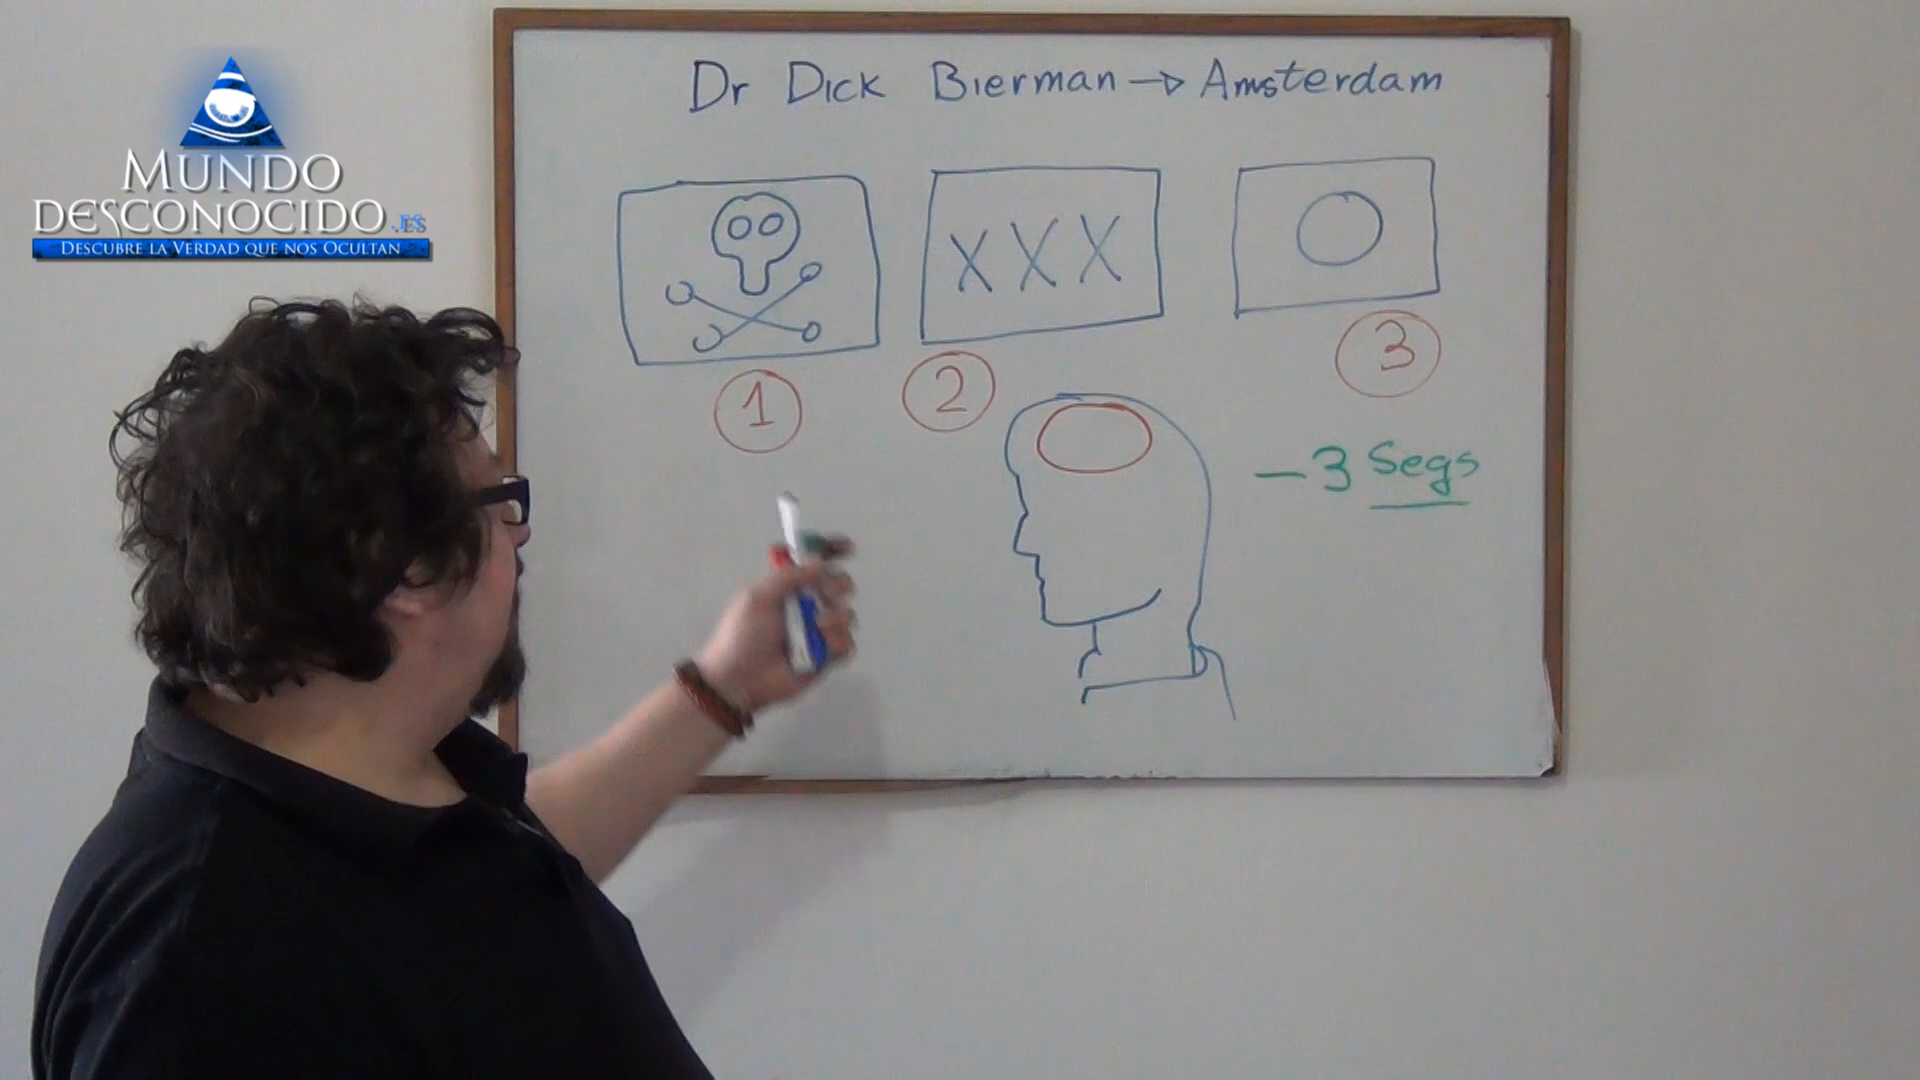 MUNDO
DESCONOCIDO.ES
DESCUBRE LA VERDAD QUE NOS OCULTAN
Dr Dick Bierman → Amsterdam
XXX
1
2
3
-3 Segs